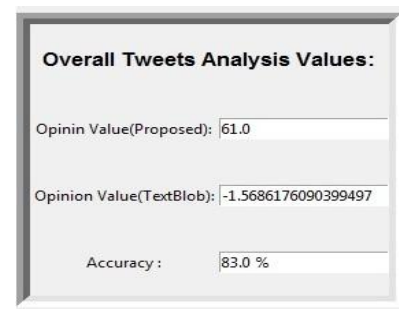 Overall Tweets Analysis Values:
Opinin Value(Proposed): 61.0
Opinion Value(TextBlob): -1.5686176090399497
Accuracy : 83.0 %